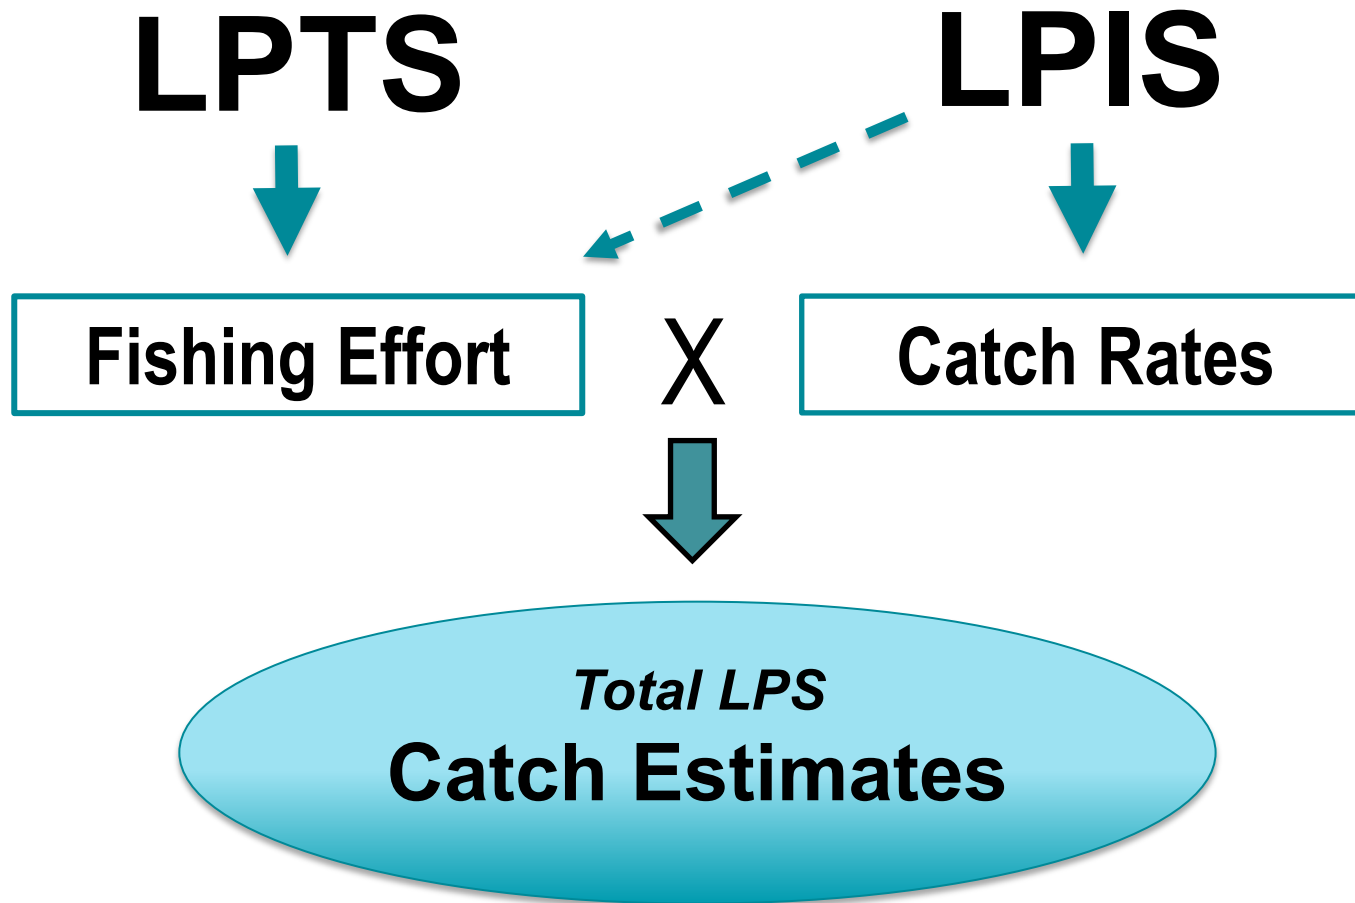 LPTS
LPIS
Fishing Effort
X
Catch Rates
Total LPS
Catch Estimates